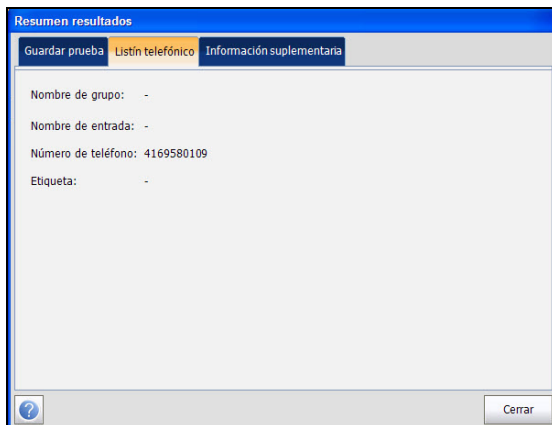 Resumen resultados
Guardar prueba Listín telefónico Información suplementaria
Nombre de grupo: -
Nombre de entrada: -
Número de teléfono: 4169580109
Etiqueta: -
? Cerrar